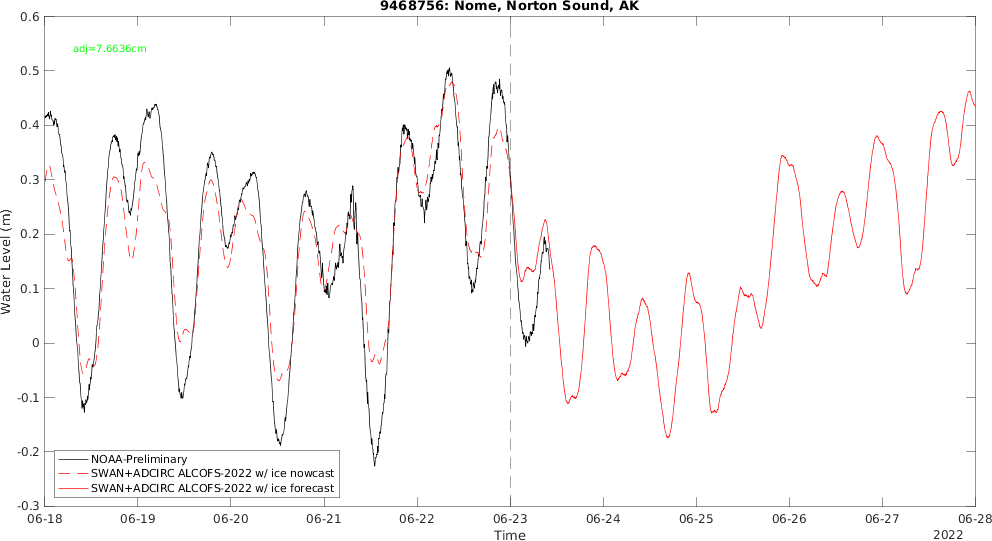 9468756: Nome, Norton Sound, AK
adj=7.6636cm
Water Level (m)
0.6
0.5
0.4
0.3
0.2
0.1
0
-0.1
-0.2
-0.3
NOAA-Preliminary
SWAN+ADCIRC ALCOFS-2022 w/ ice nowcast
SWAN+ADCIRC ALCOFS-2022 w/ ice forecast
06-18 06-19 06-20 06-21 06-22 06-23 06-24 06-25 06-26 06-27 06-28
Time
2022